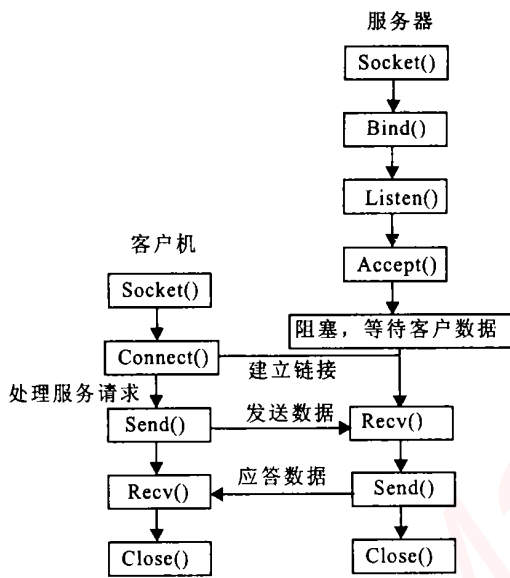 服务器
Socket()
Bind()
Listen()
客户机
Accept()
Socket()
阻塞，等待客户数据
Connect()
建立链接
处理服务请求
Send()
发送数据
Recv()
Recv()
应答数据
Send()
Close()
Close()